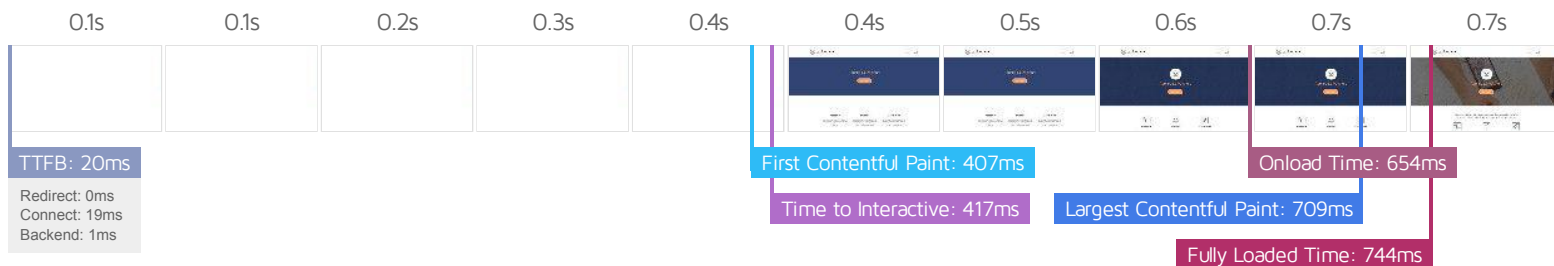 0.1s
0.1s
0.2s
0.3s
0.4s
0.4s
0.5s
0.6s
0.7s
0.7s
TTFB: 20ms
Redirect: 0ms
Connect: 19ms
Backend: 1ms
First Contentful Paint: 407ms
Onload Time: 654ms
Time to Interactive: 417ms
Largest Contentful Paint: 709ms
Fully Loaded Time: 744ms